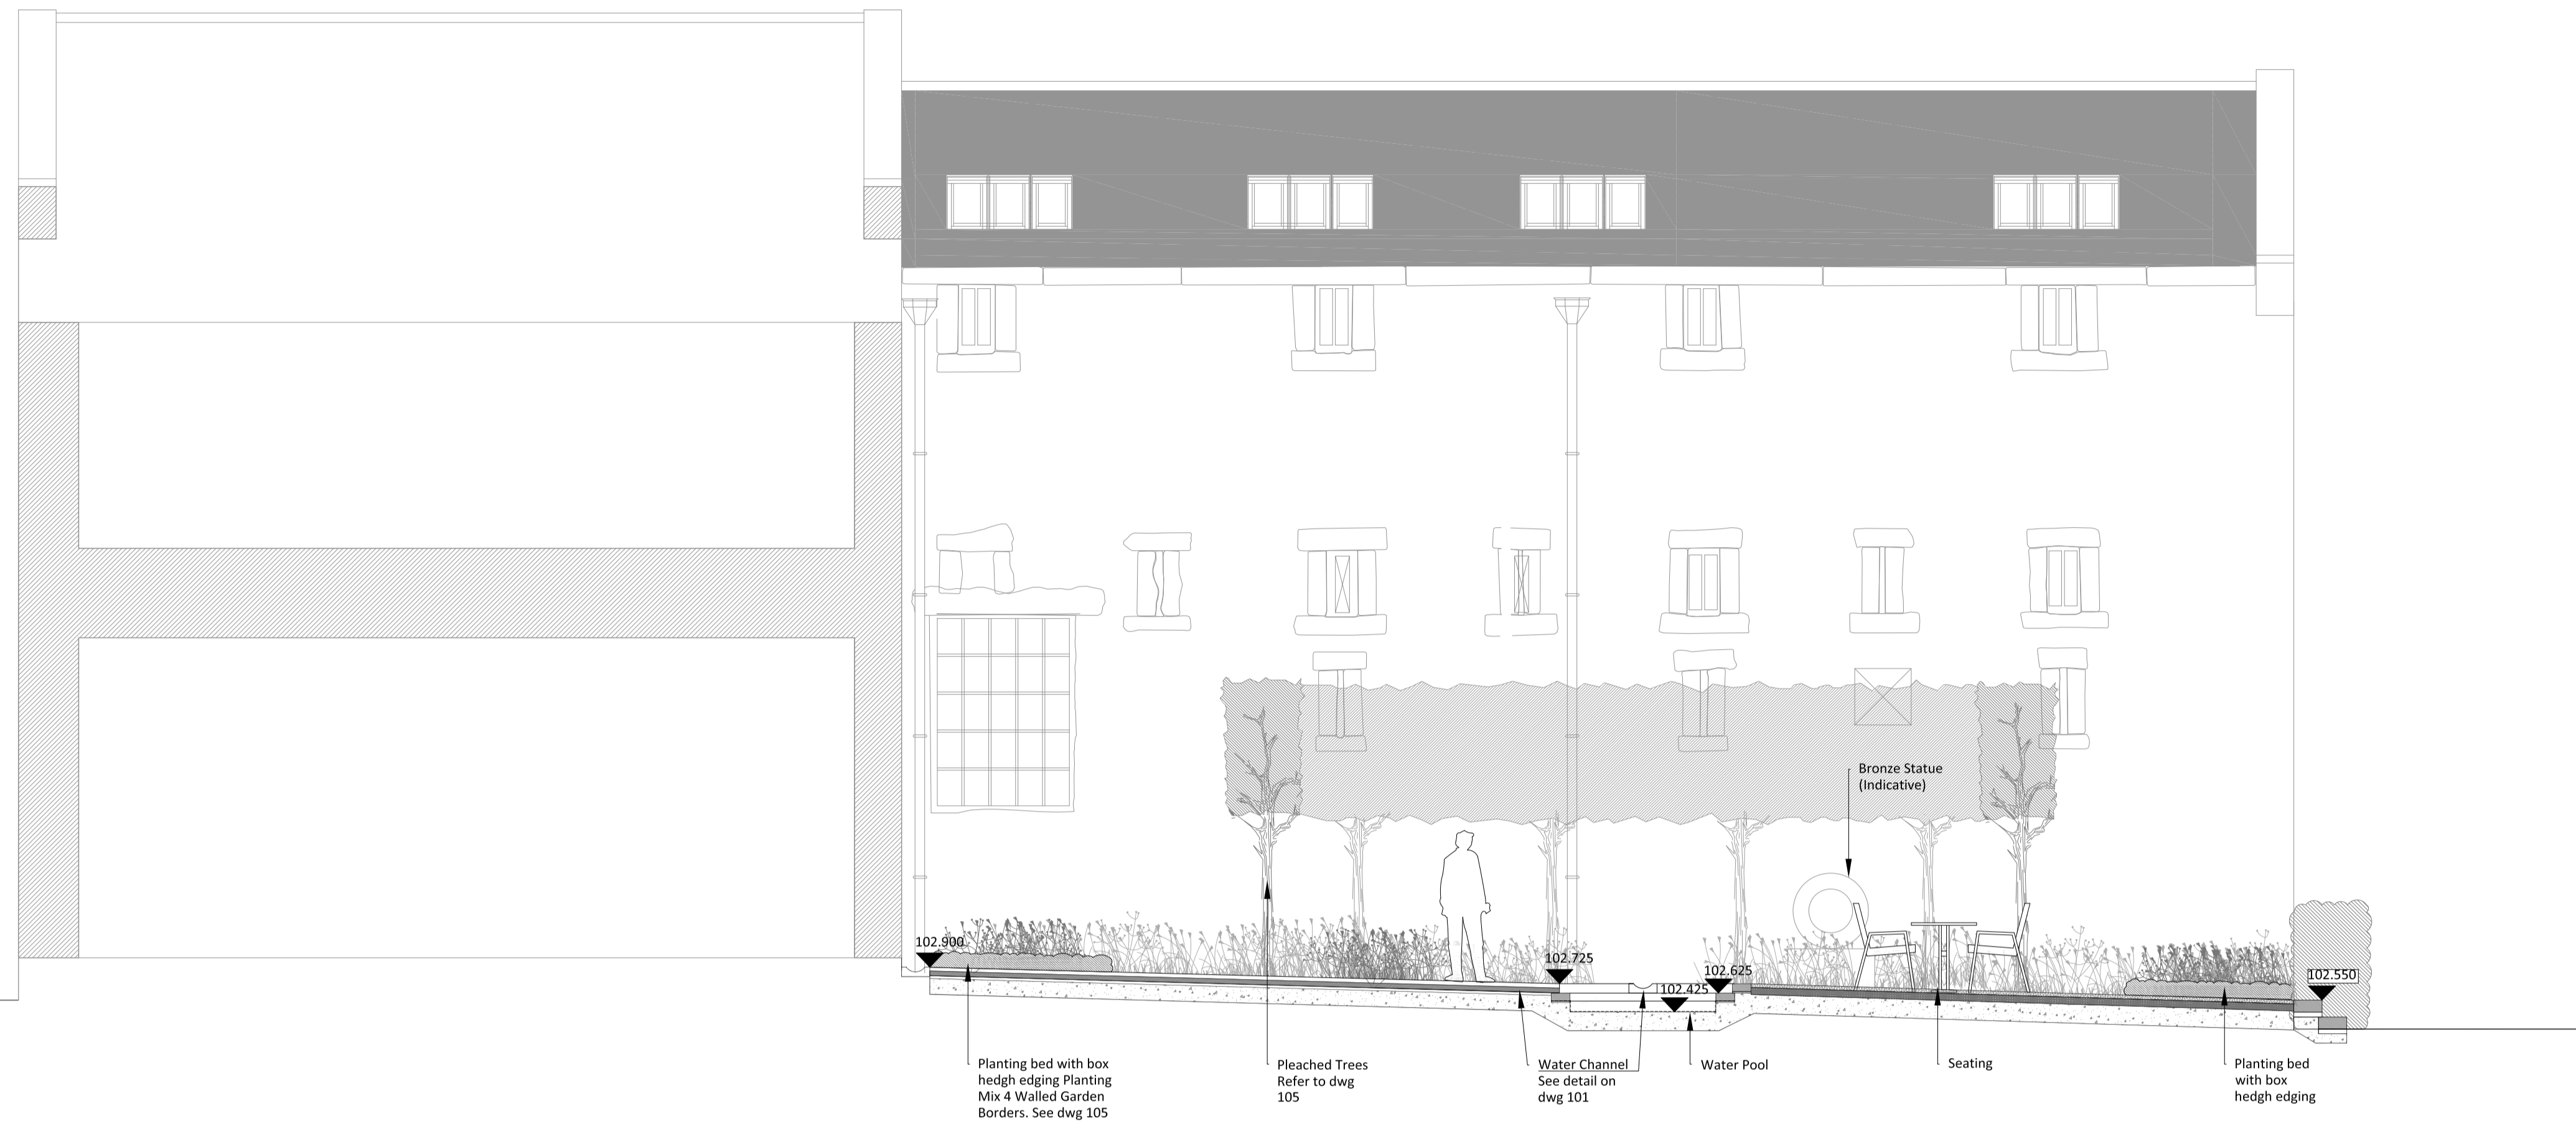 Bronze Statue
(Indicative)
102.900
102.725
102.625
102.425
102.550
Planting bed with box
hedgh edging Planting
Mix 4 Walled Garden
Borders. See dwg 105
Pleached Trees
Refer to dwg
105
Water Channel
See detail on
dwg 101
Water Pool
Seating
Planting bed
with box
hedgh edging